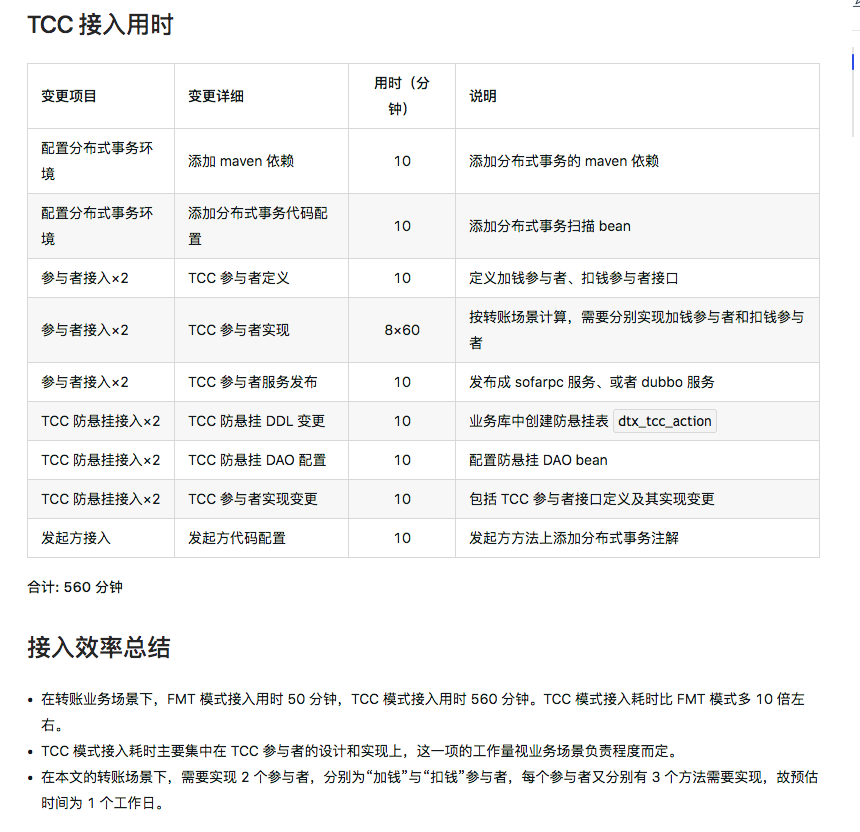 TCC 接入用时
变更项目 变更详细 用时（分钟） 说明
配置分布式事务环境 添加 maven 依赖 10 添加分布式事务的 maven 依赖
配置分布式事务环境 添加分布式事务代码配置 10 添加分布式事务扫描 bean
参与者接入×2 TCC 参与者定义 10 定义加钱参与者、扣钱参与者接口
参与者接入×2 TCC 参与者实现 8×60 按转账场景计算，需要分别实现加钱参与者和扣钱参与者
参与者接入×2 TCC 参与者服务发布 10 发布成 sofarpc 服务、或者 dubbo 服务
TCC 防悬挂接入×2 TCC 防悬挂 DDL 变更 10 业务库中创建防悬挂表 dtx_tcc_action
TCC 防悬挂接入×2 TCC 防悬挂 DAO 配置 10 配置防悬挂 DAO bean
TCC 防悬挂接入×2 TCC 参与者实现变更 10 包括 TCC 参与者接口定义及其实现变更
发起方接入 发起方代码配置 10 发起方方法上添加分布式事务注解
合计: 560 分钟
接入效率总结
• 在转账业务场景下，FMT 模式接入用时 50 分钟，TCC 模式接入用时 560 分钟。TCC 模式接入耗时比 FMT 模式多 10 倍左
右。
• TCC 模式接入耗时主要集中在 TCC 参与者的设计和实现上，这一项的工作量视业务场景负责程度而定。
• 在本文的转账场景下，需要实现 2 个参与者，分别为“加钱”与“扣钱”参与者，每个参与者又分别有 3 个方法需要实现，故预估
时间为 1 个工作日。